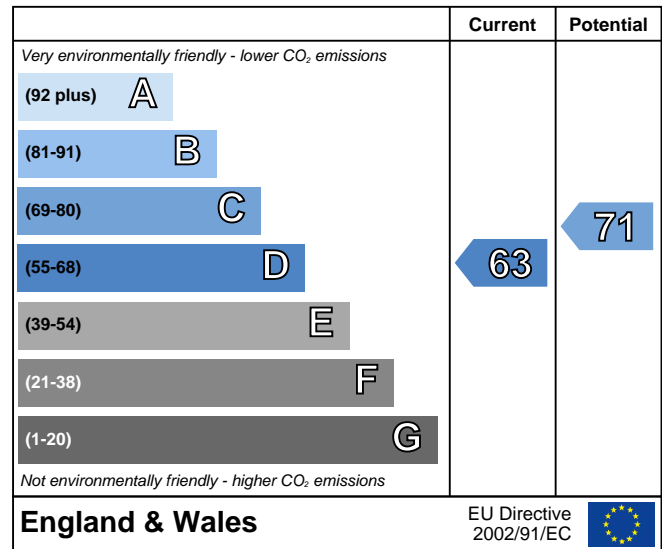 Current Potential
Very environmentally friendly - lower CO₂ emissions
(92 plus) A
(81-91) B
(69-80) C
71
(55-68) D
63
(39-54) E
(21-38) F
(1-20) G
Not environmentally friendly - higher CO₂ emissions
England & Wales
EU Directive
2002/91/EC